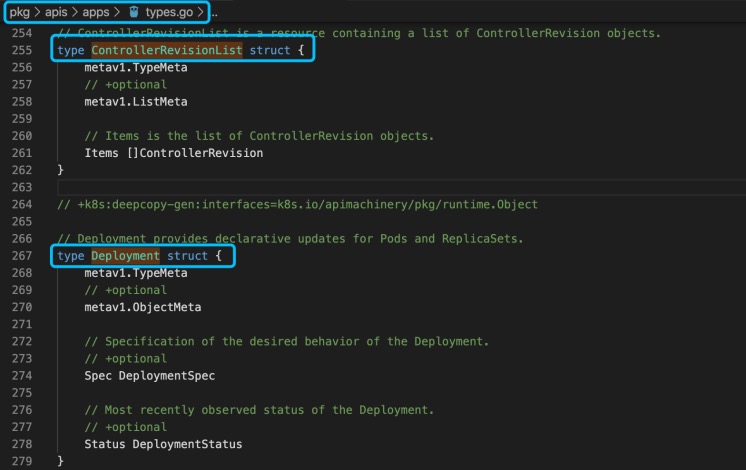 pkg > apis > apps > types.go > ...
254 // ControllerRevisionList is a resource containing a list of ControllerRevision objects.
255 type ControllerRevisionList struct {
256     metav1.TypeMeta
257     // +optional
258     metav1.ListMeta
259
260     // Items is the list of ControllerRevision objects.
261     Items []ControllerRevision
262 }
263
264 // +k8s:deepcopy-gen:interfaces=k8s.io/apimachinery/pkg/runtime.Object
265
266 // Deployment provides declarative updates for Pods and ReplicaSets.
267 type Deployment struct {
268     metav1.TypeMeta
269     // +optional
270     metav1.ObjectMeta
271
272     // Specification of the desired behavior of the Deployment.
273     // +optional
274     Spec DeploymentSpec
275
276     // Most recently observed status of the Deployment.
277     // +optional
278     Status DeploymentStatus
279 }